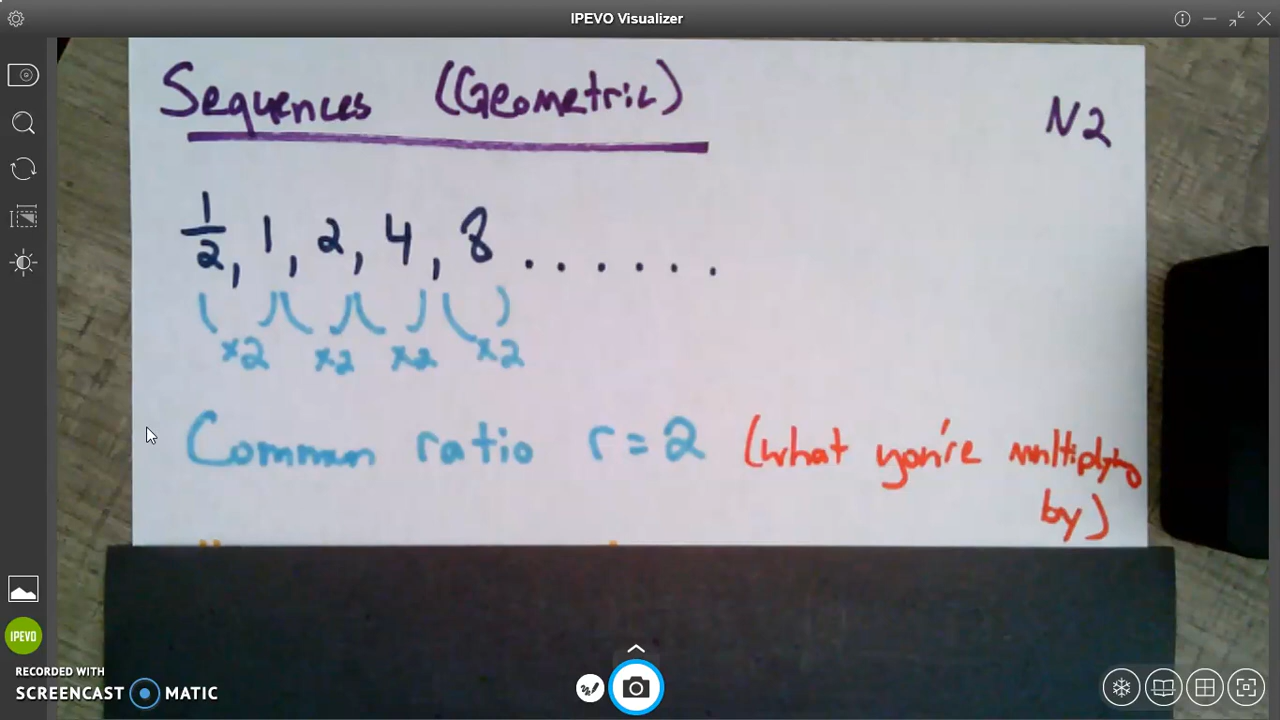 IPEVO Visualizer
Sequences (Geometric)
N2
1/2, 1, 2, 4, 8 . . . . . .
x2 x2 x2 x2
Common ratio r = 2 (what you're multiplying
by)
IPEVO
RECORDED WITH
SCREENCAST MATIC